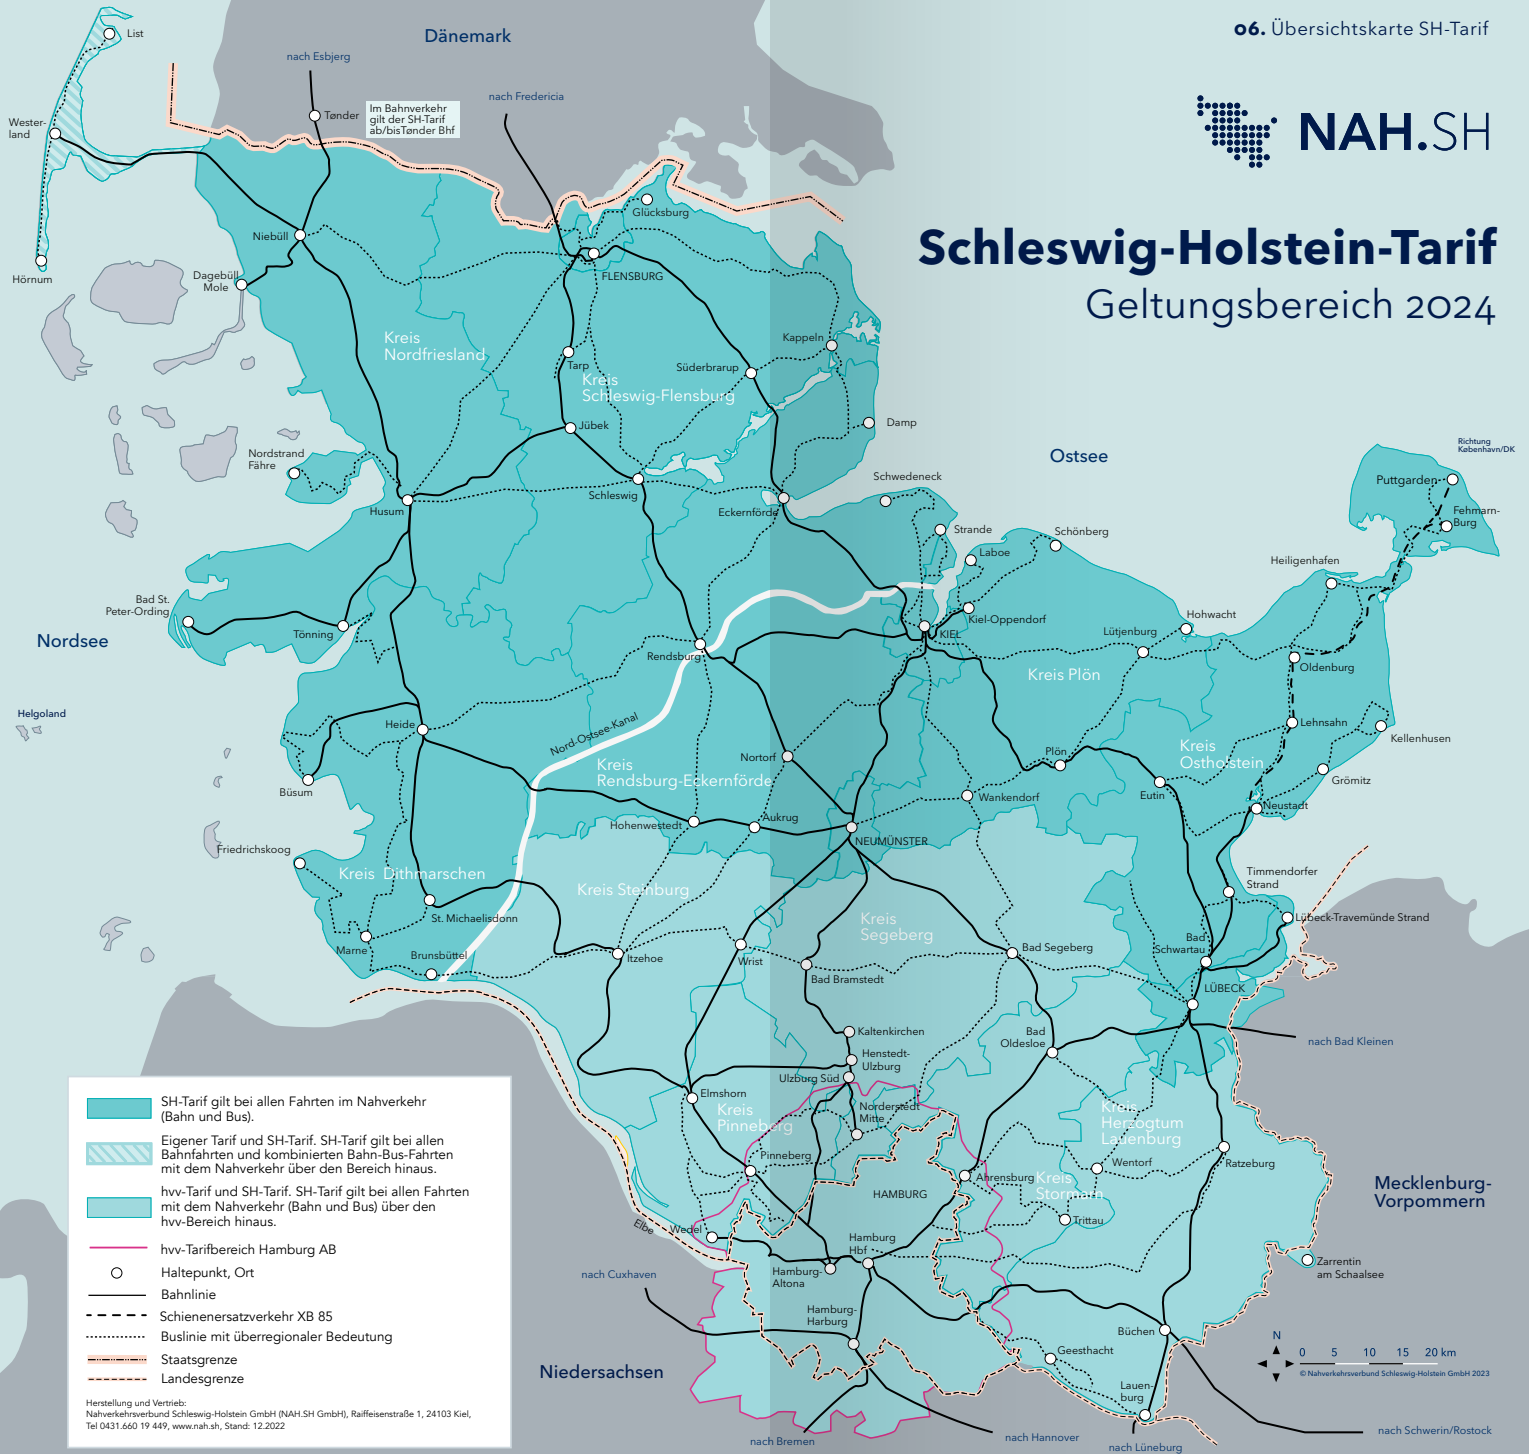 06. Übersichtskarte SH-Tarif
NAH.SH
Schleswig-Holstein-Tarif
Geltungsbereich 2024
Dänemark
nach Esbjerg
nach Fredericia
Tønder
Im Bahnverkehr
gilt der SH-Tarif
ab/bisTønder Bhf
List
Wester-
land
Hörnum
Niebüll
Dagebüll
Mole
Glücksburg
FLENSBURG
Kreis
Nordfriesland
Tarp
Kreis
Schleswig-Flensburg
Süderbrarup
Kappeln
Jübek
Damp
Nordstrand
Fähre
Husum
Schleswig
Eckernförde
Schwedeneck
Strande
Laboe
Schönberg
Ostsee
Richtung
København/DK
Puttgarden
Fehmarn-
Burg
Heiligenhafen
Hohwacht
Lütjenburg
Kiel-Oppendorf
KIEL
Oldenburg
Bad St.
Peter-Ording
Tönning
Nordsee
Rendsburg
Kreis Plön
Helgoland
Heide
Nord-Ostsee-Kanal
Lehnsahn
Kellenhusen
Kreis
Ostholstein
Büsum
Kreis
Rendsburg-Eckernförde
Nortorf
Plön
Grömitz
Eutin
Wankendorf
Neustadt
Hohenwestedt
Aukrug
NEUMÜNSTER
Friedrichskoog
Kreis Dithmarschen
Kreis Steinburg
Timmendorfer
Strand
St. Michaelisdonn
Lübeck-Travemünde Strand
Kreis
Segeberg
Marne
Brunsbüttel
Itzehoe
Wrist
Bad Segeberg
Bad
Schwartau
Bad Bramstedt
LÜBECK
Kaltenkirchen
Bad
Oldesloe
nach Bad Kleinen
Henstedt-
Ulzburg
Ulzburg Süd
Elmshorn
Kreis
Pinneberg
Norderstedt
Mitte
Kreis
Herzogtum
Lauenburg
Pinneberg
Wentorf
Ratzeburg
Ahrensburg
Kreis
Stormarn
HAMBURG
Mecklenburg-
Vorpommern
Trittau
Elbe
Wedel
Hamburg
Hbf
Hamburg-
Altona
Zarrentin
am Schaalsee
nach Cuxhaven
Hamburg-
Harburg
Büchen
Geesthacht
Niedersachsen
Lauen-
burg
nach Bremen
nach Hannover
nach Lüneburg
nach Schwerin/Rostock
N
0 5 10 15 20 km
© Nahverkehrsverbund Schleswig-Holstein GmbH 2023
SH-Tarif gilt bei allen Fahrten im Nahverkehr
(Bahn und Bus).
Eigener Tarif und SH-Tarif. SH-Tarif gilt bei allen
Bahnfahrten und kombinierten Bahn-Bus-Fahrten
mit dem Nahverkehr über den Bereich hinaus.
hvv-Tarif und SH-Tarif. SH-Tarif gilt bei allen Fahrten
mit dem Nahverkehr (Bahn und Bus) über den
hvv-Bereich hinaus.
hvv-Tarifbereich Hamburg AB
Haltepunkt, Ort
Bahnlinie
Schienenersatzverkehr XB 85
Buslinie mit überregionaler Bedeutung
Staatsgrenze
Landesgrenze
Herstellung und Vertrieb:
Nahverkehrsverbund Schleswig-Holstein GmbH (NAH.SH GmbH), Raiffeisenstraße 1, 24103 Kiel,
Tel 0431.660 19 449, www.nah.sh, Stand: 12.2022